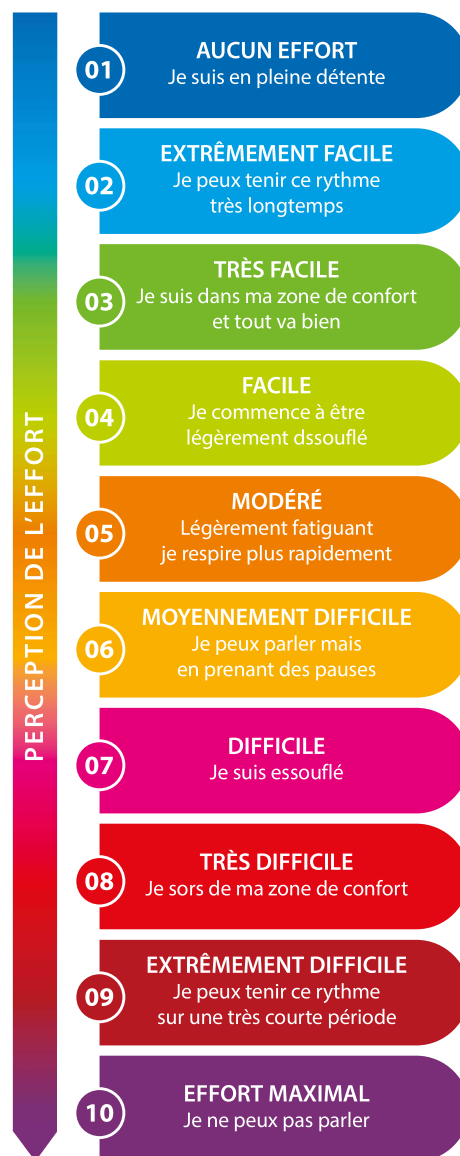 PERCEPTION DE L'EFFORT
01
AUCUN EFFORT
Je suis en pleine détente
02
EXTRÊMEMENT FACILE
Je peux tenir ce rythme
très longtemps
03
TRÈS FACILE
Je suis dans ma zone de confort
et tout va bien
04
FACILE
Je commence à être
légèrement dssouflé
05
MODÉRÉ
Légèrement fatiguant
je respire plus rapidement
06
MOYENNEMENT DIFFICILE
Je peux parler mais
en prenant des pauses
07
DIFFICILE
Je suis essouflé
08
TRÈS DIFFICILE
Je sors de ma zone de confort
09
EXTRÊMEMENT DIFFICILE
Je peux tenir ce rythme
sur une très courte période
10
EFFORT MAXIMAL
Je ne peux pas parler